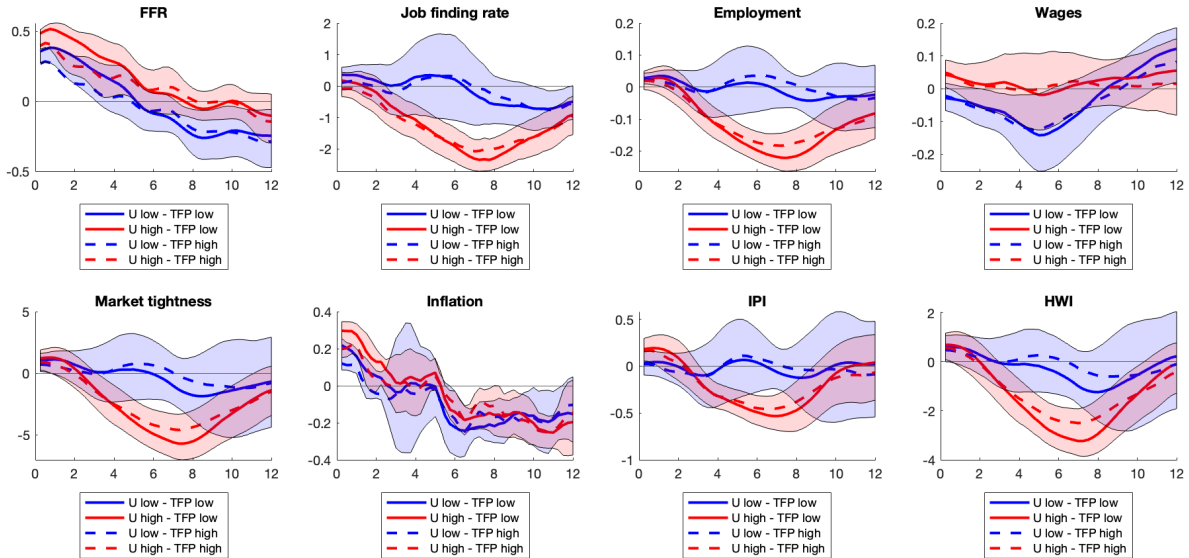 FFR
0.5
0
-0.5
0 2 4 6 8 10 12
U low - TFP low
U high - TFP low
U low - TFP high
U high - TFP high
Job finding rate
2
1
0
-1
-2
0 2 4 6 8 10 12
U low - TFP low
U high - TFP low
U low - TFP high
U high - TFP high
Employment
0.2
0.1
0
-0.1
-0.2
0 2 4 6 8 10 12
U low - TFP low
U high - TFP low
U low - TFP high
U high - TFP high
Wages
0.2
0.1
0
-0.1
-0.2
0 2 4 6 8 10 12
U low - TFP low
U high - TFP low
U low - TFP high
U high - TFP high
Market tightness
5
0
-5
0 2 4 6 8 10 12
U low - TFP low
U high - TFP low
U low - TFP high
U high - TFP high
Inflation
0.4
0.2
0
-0.2
-0.4
0 2 4 6 8 10 12
U low - TFP low
U high - TFP low
U low - TFP high
U high - TFP high
IPI
0.5
0
-0.5
-1
0 2 4 6 8 10 12
U low - TFP low
U high - TFP low
U low - TFP high
U high - TFP high
HWI
2
0
-2
-4
0 2 4 6 8 10 12
U low - TFP low
U high - TFP low
U low - TFP high
U high - TFP high